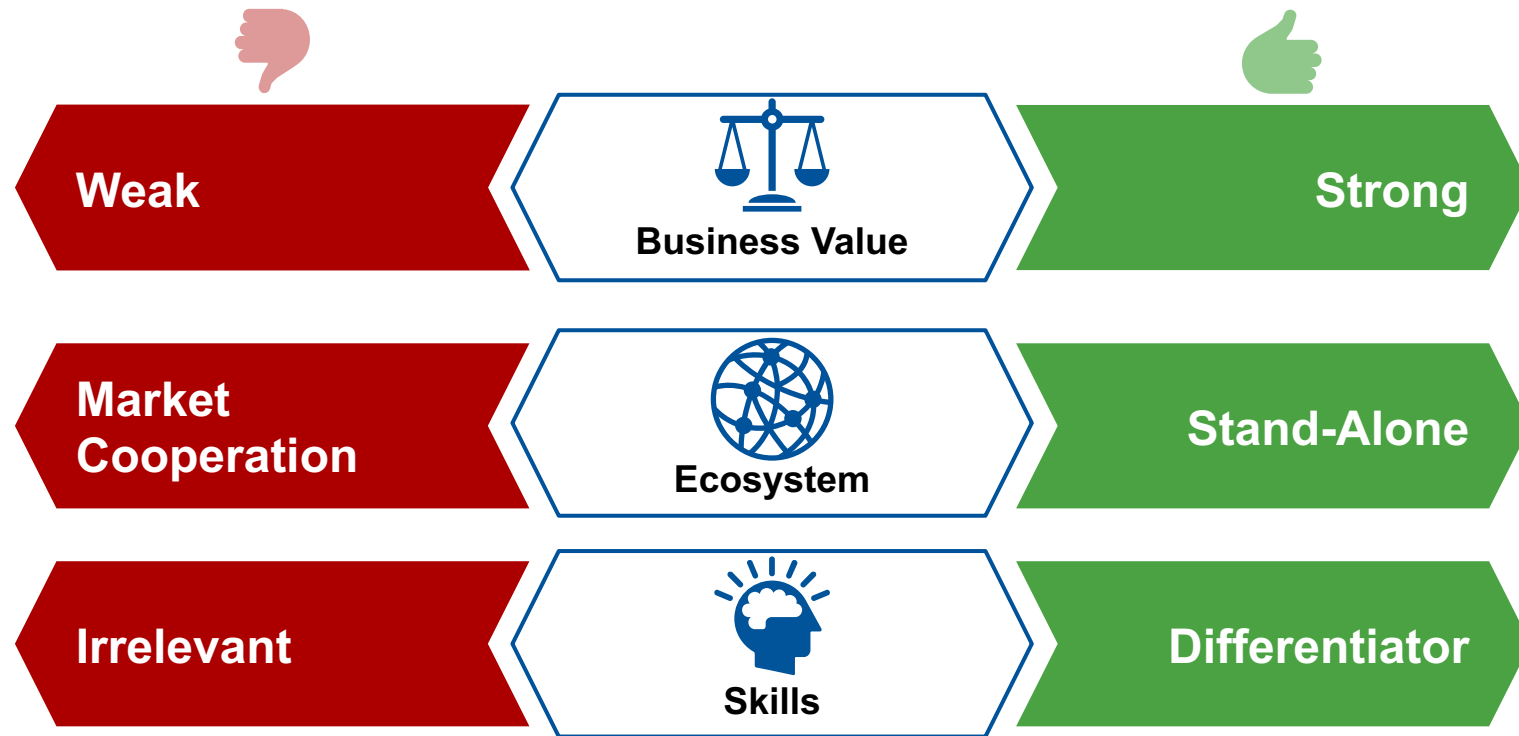 Weak
Business Value
Strong
Market
Cooperation
Ecosystem
Stand-Alone
Irrelevant
Skills
Differentiator